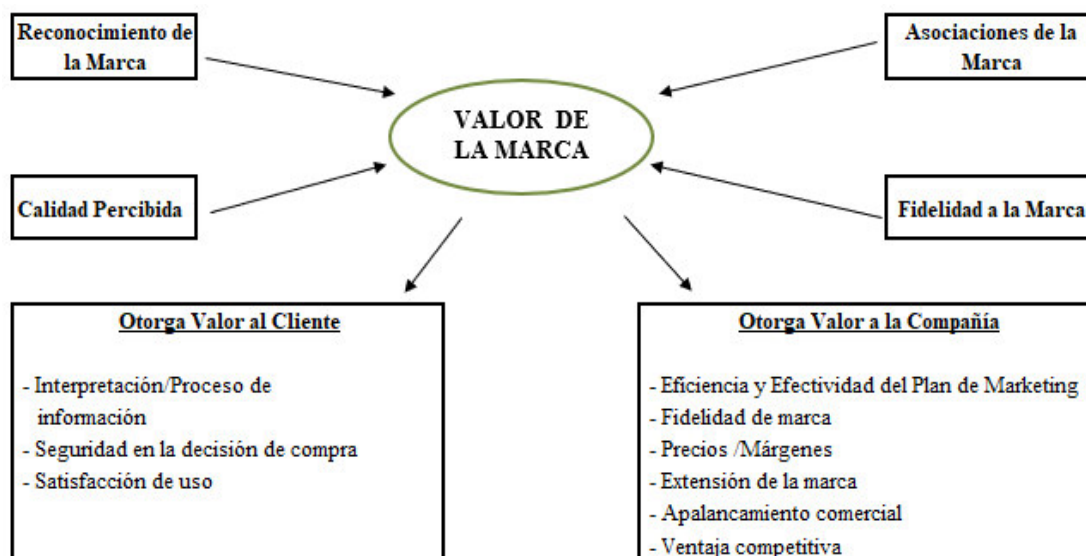 Reconocimiento de
la Marca
Asociaciones de la
Marca
VALOR DE
LA MARCA
Calidad Percibida
Fidelidad a la Marca
Otorga Valor al Cliente
- Interpretación/Proceso de
información
- Seguridad en la decisión de compra
- Satisfacción de uso
Otorga Valor a la Compañía
- Eficiencia y Efectividad del Plan de Marketing
- Fidelidad de marca
- Precios /Márgenes
- Extensión de la marca
- Apalancamiento comercial
- Ventaja competitiva